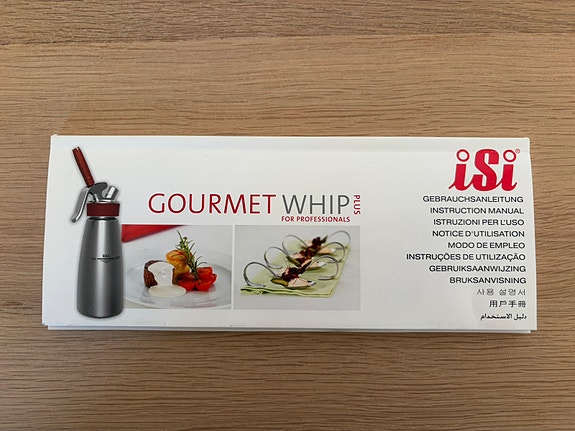 GOURMET WHIP PLUS
FOR PROFESSIONALS
iSi®
GEBRAUCHSANLEITUNG
INSTRUCTION MANUAL
ISTRUZIONI PER L'USO
NOTICE D'UTILISATION
MODO DE EMPLEO
INSTRUÇÕES DE UTILIZAÇÃO
GEBRUIKSAANWIJZING
BRUKSANVISNING
사용 설명서
用戶手冊
دليل الاستخدام